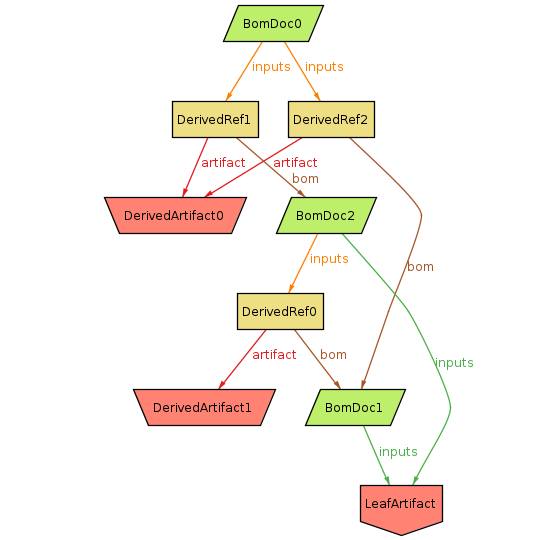 BomDoc0
inputs inputs
DerivedRef1 DerivedRef2
artifact artifact
bom
DerivedArtifact0 BomDoc2
inputs
bom
DerivedRef0
artifact bom
inputs
DerivedArtifact1 BomDoc1
inputs
LeafArtifact